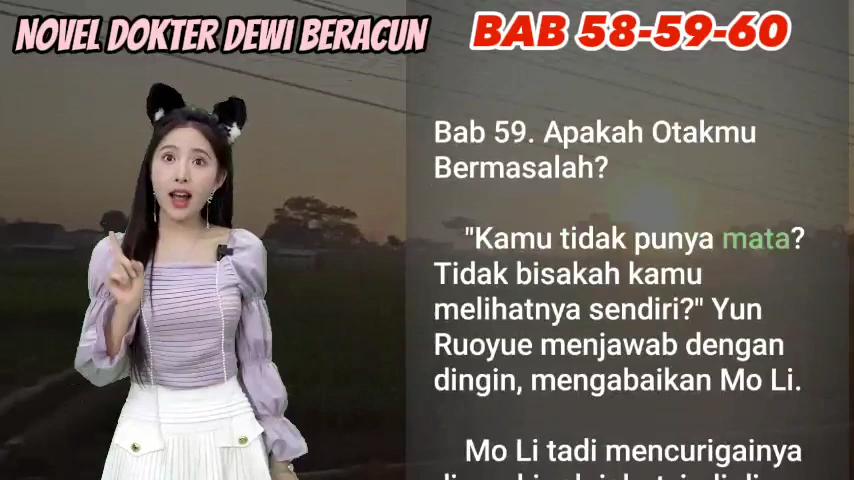 NOVEL DOKTER DEWI BERACUN
BAB 58-59-60
Bab 59. Apakah Otakmu
Bermasalah?
"Kamu tidak punya mata?
Tidak bisakah kamu
melihatnya sendiri?" Yun
Ruoyue menjawab dengan
dingin, mengabaikan Mo Li.
Mo Li tadi mencurigainya